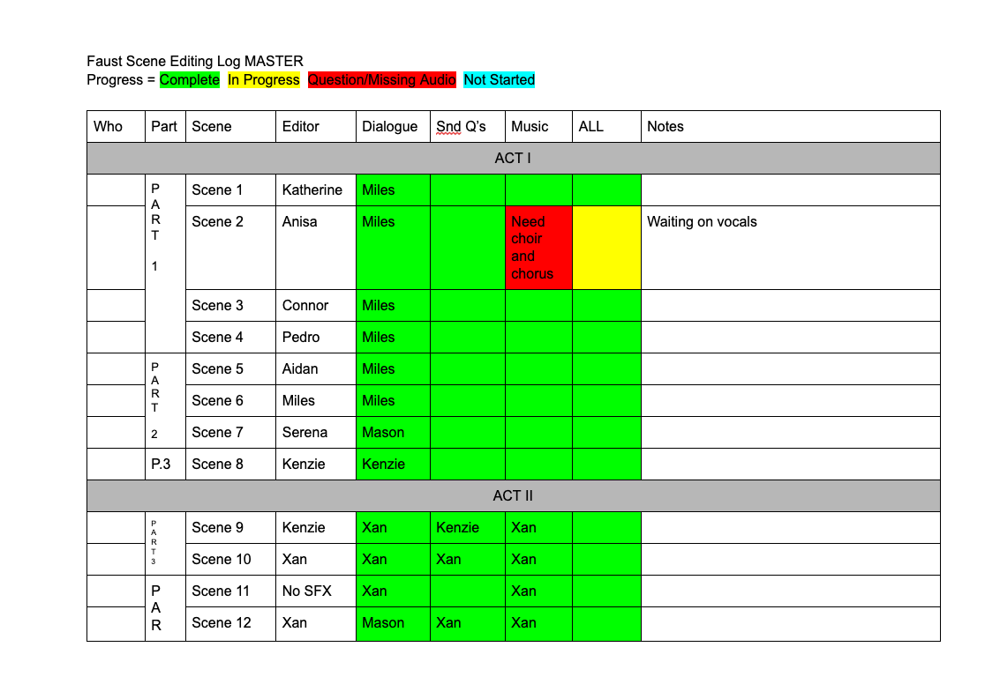 Faust Scene Editing Log MASTER
Progress = Complete In Progress Question/Missing Audio Not Started
Who Part Scene Editor Dialogue Snd Q’s Music ALL Notes
ACT I
P
A
R
T
1
Scene 1 Katherine Miles
Scene 2 Anisa Miles
Need
choir
and
chorus
Waiting on vocals
Scene 3 Connor Miles
Scene 4 Pedro Miles
P
A
R
T
2
Scene 5 Aidan Miles
Scene 6 Miles Miles
Scene 7 Serena Mason
P.3 Scene 8 Kenzie Kenzie
ACT II
P
A
R
T
3
Scene 9 Kenzie Xan Kenzie Xan
Scene 10 Xan Xan Xan Xan
P
A
R
Scene 11 No SFX Xan Xan
Scene 12 Xan Mason Xan Xan